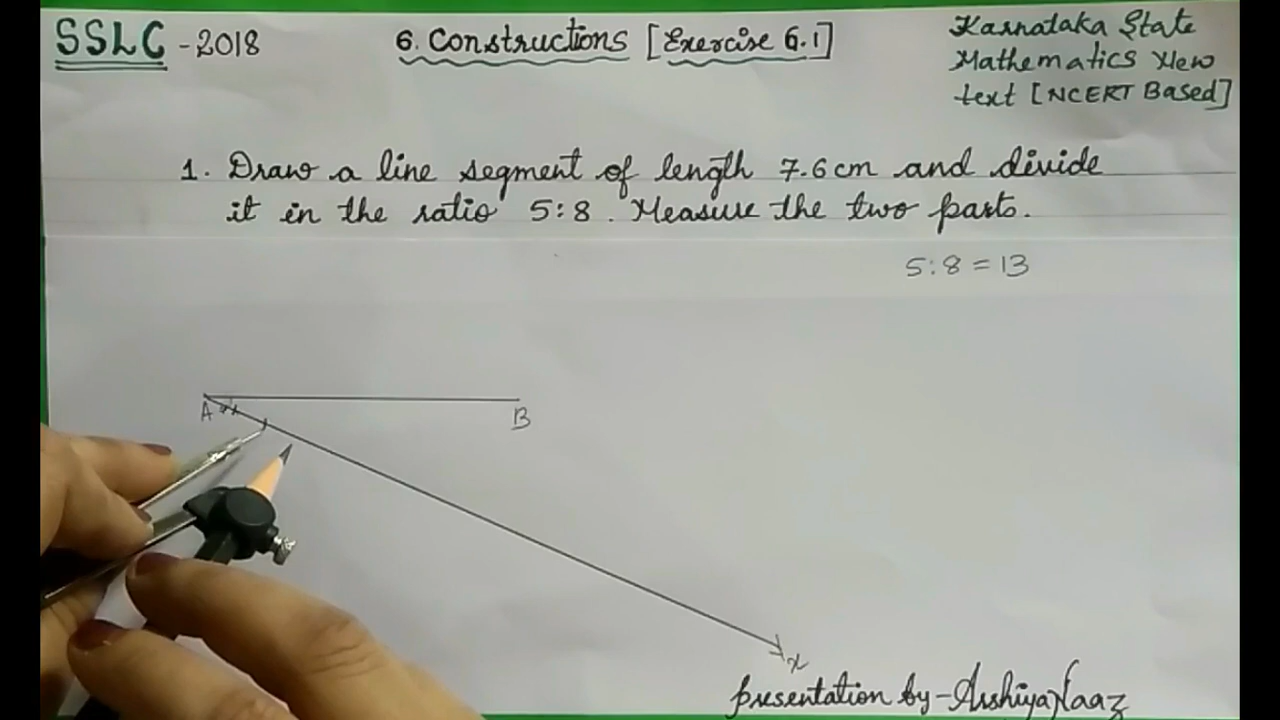 SSLC - 2018
6. Constructions [Exercise 6.1]
Karnataka State
Mathematics New
text [NCERT Based]
1. Draw a line segment of length 7.6 cm and divide
it in the ratio 5:8. Measure the two parts.
5:8 = 13
A
B
x
presentation by - Arshiya Naaz